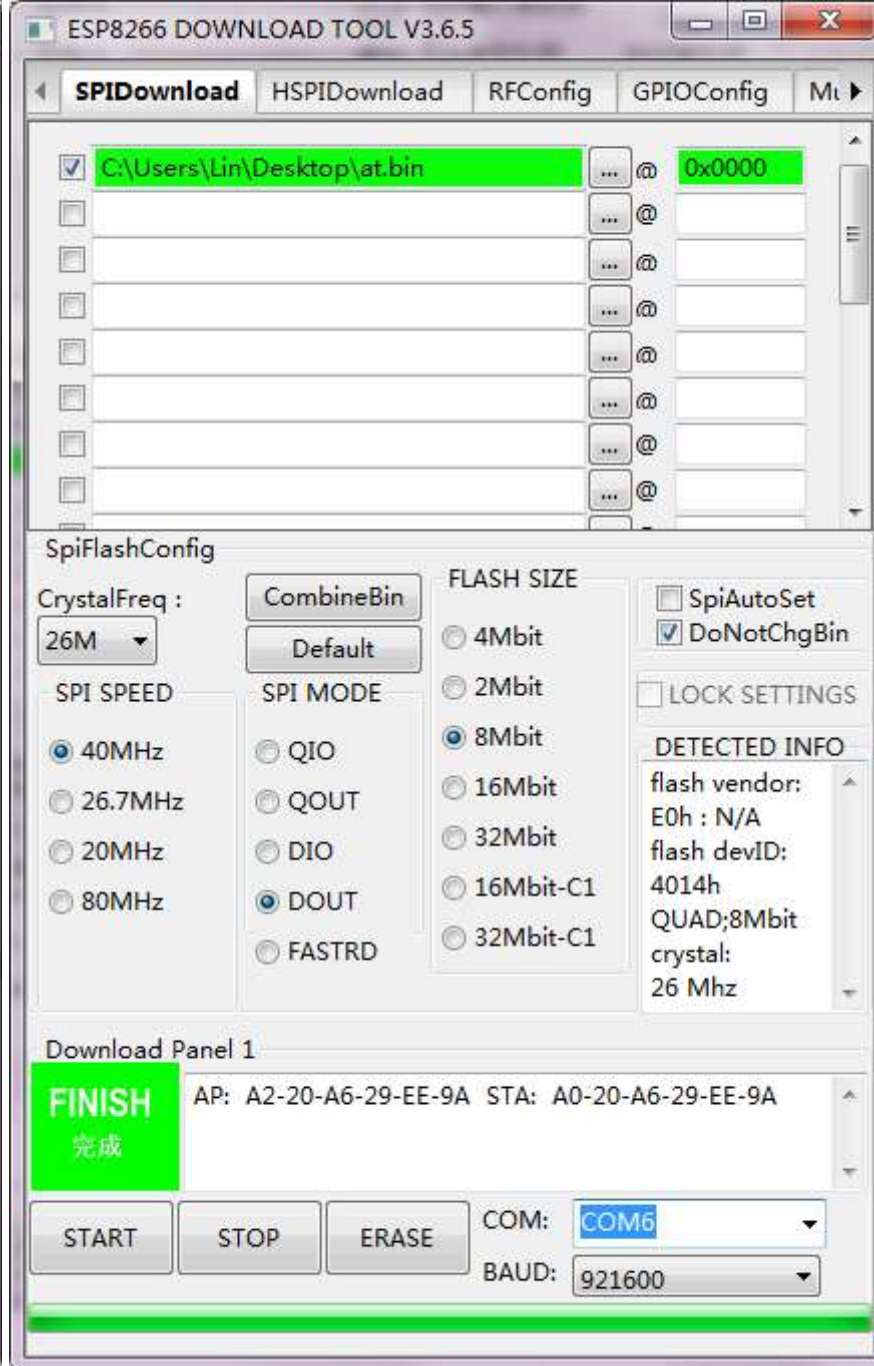 ESP8266 DOWNLOAD TOOL V3.6.5
SPIDownload HSPIDownload RFConfig GPIOConfig
C:\Users\Lin\Desktop\at.bin ... @ 0x0000
... @
... @
... @
... @
... @
... @
... @
SpiFlashConfig
CrystalFreq :
26M
CombineBin
Default
SPI SPEED
40MHz
26.7MHz
20MHz
80MHz
SPI MODE
QIO
QOUT
DIO
DOUT
FASTRD
FLASH SIZE
4Mbit
2Mbit
8Mbit
16Mbit
32Mbit
16Mbit-C1
32Mbit-C1
SpiAutoSet
DoNotChgBin
LOCK SETTINGS
DETECTED INFO
flash vendor:
E0h : N/A
flash devID:
4014h
QUAD;8Mbit
crystal:
26 Mhz
Download Panel 1
FINISH
完成
AP: A2-20-A6-29-EE-9A STA: A0-20-A6-29-EE-9A
START STOP ERASE
COM: COM6
BAUD: 921600